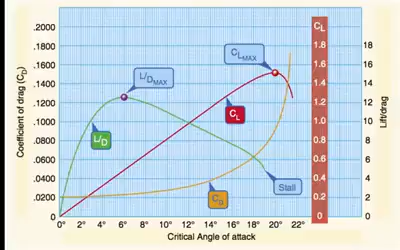 .2000
.1800
.1600
.1400
.1200
.1000
.0800
.0600
.0400
.0200
0
Coefficient of drag (CD)
L/DMAX
CLMAX
L/D
CL
CD
Stall
CL
1.8
1.6
1.4
1.2
1.0
0.8
0.6
0.4
0.2
0
18
16
14
12
10
8
6
4
2
0
Lift/drag
0° 2° 4° 6° 8° 10° 12° 14° 16° 18° 20° 22°
Critical Angle of attack